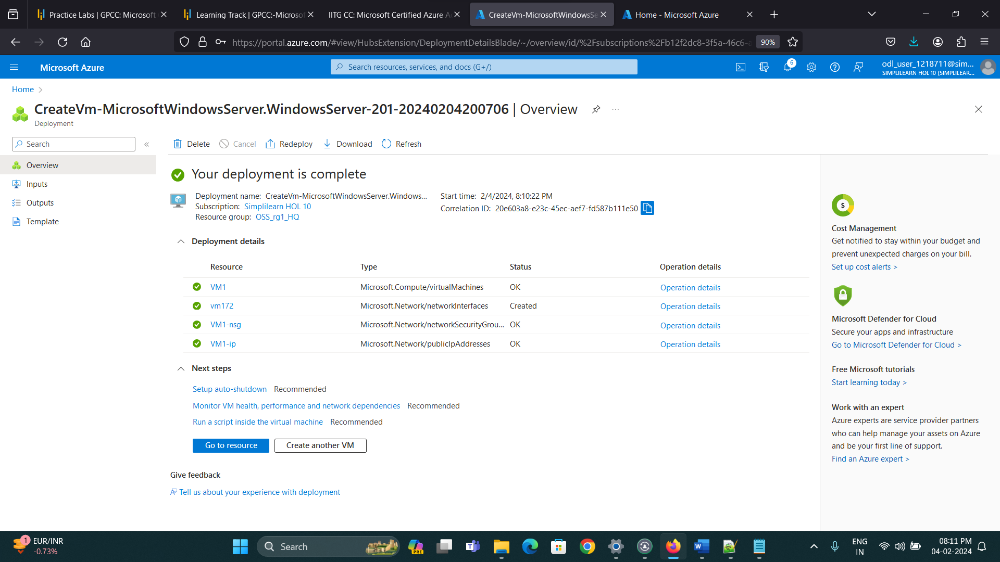 Practice Labs | GPCC: Microsoft
Learning Track | GPCC:-Microsof
IITG CC: Microsoft Certified Azure A
CreateVm-MicrosoftWindowsSe
Home - Microsoft Azure
https://portal.azure.com/#view/HubsExtension/DeploymentDetailsBlade/~/overview/id/%2Fsubscriptions%2Fb12f2dc8-3f5a-46c6-a
90%
Microsoft Azure
Search resources, services, and docs (G+/)
6
odl_user_1218711@sim...
SIMPLILEARN HOL 10 (SIMPLILEAR...
Home
CreateVm-MicrosoftWindowsServer.WindowsServer-201-20240204200706 | Overview
Deployment
Search
Delete
Cancel
Redeploy
Download
Refresh
Overview
Inputs
Outputs
Template
Your deployment is complete
Deployment name: CreateVm-MicrosoftWindowsServer.Windows...
Subscription: Simplilearn HOL 10
Resource group: OSS_rg1_HQ
Start time: 2/4/2024, 8:10:22 PM
Correlation ID: 20e603a8-e23c-45ec-aef7-fd587b111e50
Deployment details
Resource Type Status Operation details
VM1 Microsoft.Compute/virtualMachines OK Operation details
vm172 Microsoft.Network/networkInterfaces Created Operation details
VM1-nsg Microsoft.Network/networkSecurityGrou... OK Operation details
VM1-ip Microsoft.Network/publicIpAddresses OK Operation details
Next steps
Setup auto-shutdown Recommended
Monitor VM health, performance and network dependencies Recommended
Run a script inside the virtual machine Recommended
Go to resource
Create another VM
Give feedback
Tell us about your experience with deployment
$
Cost Management
Get notified to stay within your budget and
prevent unexpected charges on your bill.
Set up cost alerts >
Microsoft Defender for Cloud
Secure your apps and infrastructure
Go to Microsoft Defender for Cloud >
Free Microsoft tutorials
Start learning today >
Work with an expert
Azure experts are service provider partners
who can help manage your assets on Azure
and be your first line of support.
Find an Azure expert >
1
EUR/INR
-0.73%
Search
PRE
ENG
IN
08:11 PM
04-02-2024